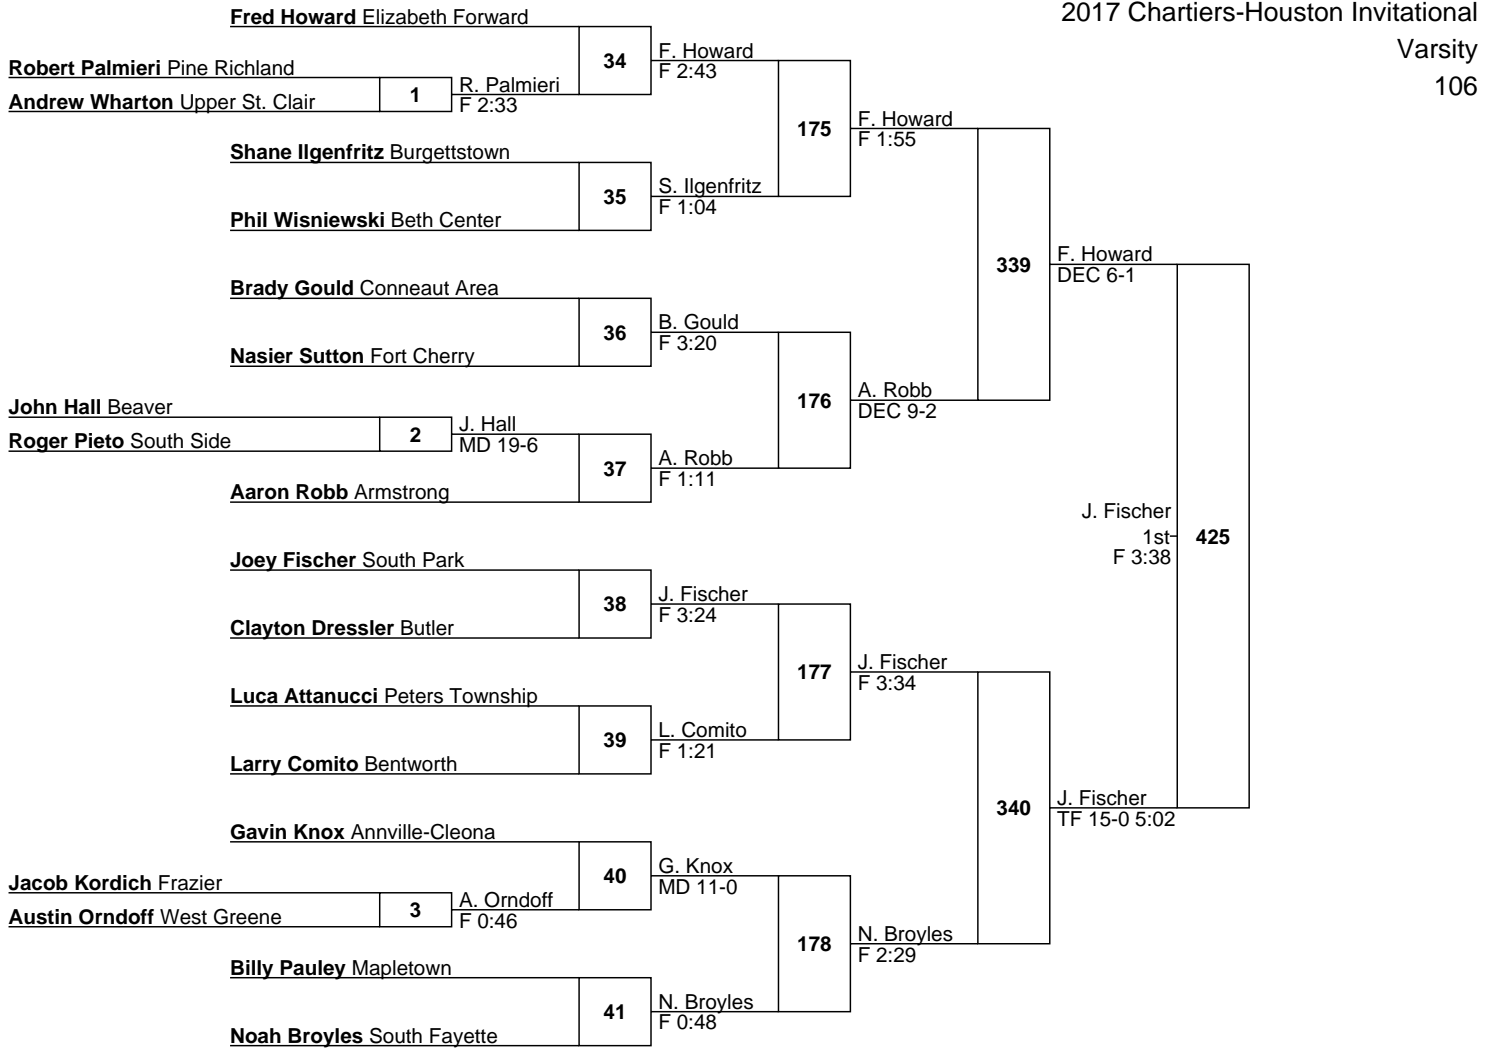 2017 Chartiers-Houston Invitational
Varsity
106
Fred Howard Elizabeth Forward
Robert Palmieri Pine Richland
Andrew Wharton Upper St. Clair
1
R. Palmieri
F 2:33
34
F. Howard
F 2:43
Shane Ilgenfritz Burgettstown
Phil Wisniewski Beth Center
35
S. Ilgenfritz
F 1:04
175
F. Howard
F 1:55
Brady Gould Conneaut Area
Nasier Sutton Fort Cherry
36
B. Gould
F 3:20
John Hall Beaver
Roger Pieto South Side
2
J. Hall
MD 19-6
Aaron Robb Armstrong
37
A. Robb
F 1:11
176
A. Robb
DEC 9-2
339
F. Howard
DEC 6-1
Joey Fischer South Park
Clayton Dressler Butler
38
J. Fischer
F 3:24
Luca Attanucci Peters Township
Larry Comito Bentworth
39
L. Comito
F 1:21
177
J. Fischer
F 3:34
Gavin Knox Annville-Cleona
Jacob Kordich Frazier
Austin Orndoff West Greene
3
A. Orndoff
F 0:46
40
G. Knox
MD 11-0
Billy Pauley Mapletown
Noah Broyles South Fayette
41
N. Broyles
F 0:48
178
N. Broyles
F 2:29
340
J. Fischer
TF 15-0 5:02
J. Fischer
1st
F 3:38
425